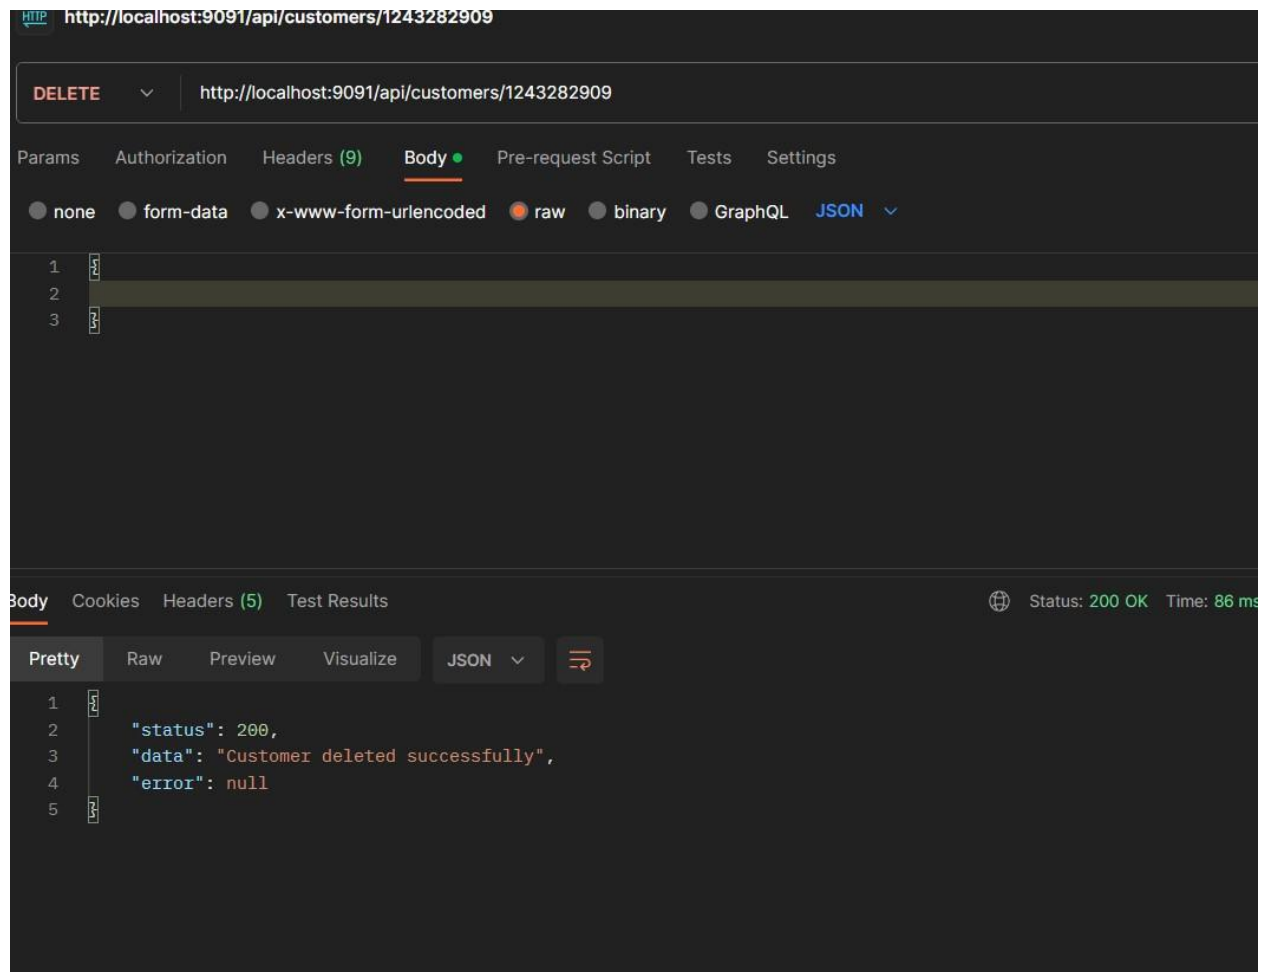 HTTP http://localhost:9091/api/customers/1243282909
DELETE http://localhost:9091/api/customers/1243282909
Params Authorization Headers (9) Body Pre-request Script Tests Settings
none form-data x-www-form-urlencoded raw binary GraphQL JSON
1 {
2
3 }
Body Cookies Headers (5) Test Results Status: 200 OK Time: 86 ms
Pretty Raw Preview Visualize JSON
1 {
2 "status": 200,
3 "data": "Customer deleted successfully",
4 "error": null
5 }